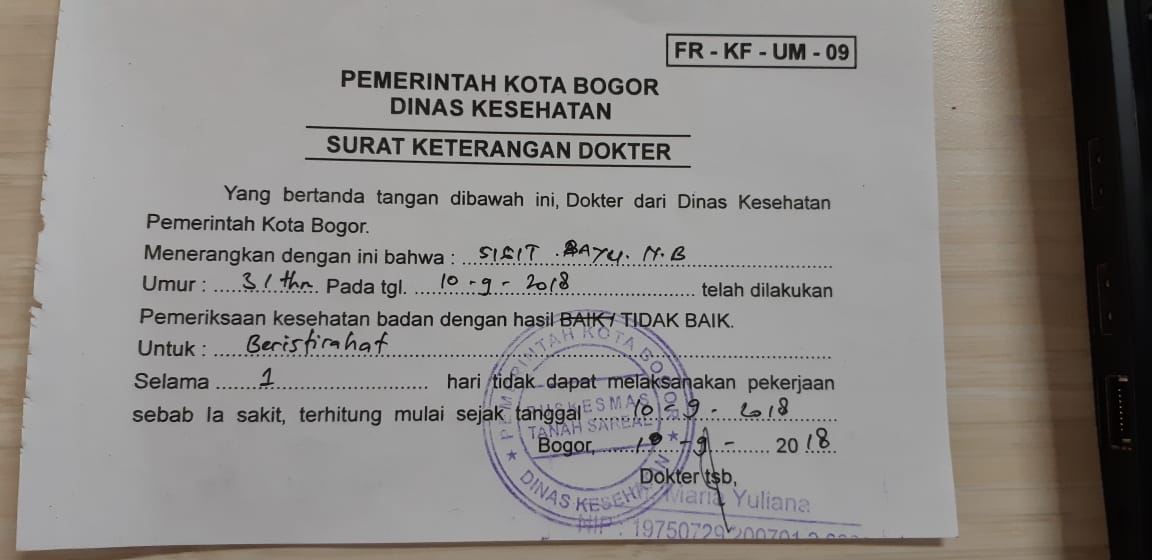 FR - KF - UM - 09
PEMERINTAH KOTA BOGOR
DINAS KESEHATAN
SURAT KETERANGAN DOKTER
Yang bertanda tangan dibawah ini, Dokter dari Dinas Kesehatan
Pemerintah Kota Bogor.
Menerangkan dengan ini bahwa : SIGIT BAYU. N.B
Umur : 31 thn Pada tgl. 10 - 9 - 2018 telah dilakukan
Pemeriksaan kesehatan badan dengan hasil BAIK / TIDAK BAIK.
Untuk : Beristirahat
Selama 1 hari tidak dapat melaksanakan pekerjaan
sebab Ia sakit, terhitung mulai sejak tanggal 10 - 9 - 2018
Bogor, 10 - 9 - 2018
Dokter tsb,
PEMERINTAH KOTA BOGOR
PUSKESMAS
TANAH SAREAL
DINAS KESEHATAN
Maria Yuliana
NIP : 19750729 200701 2